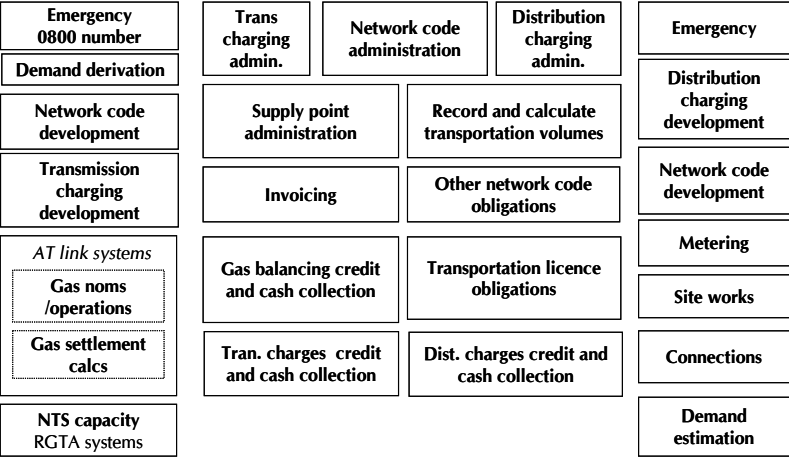 Emergency
0800 number
Demand derivation
Network code
development
Transmission
charging
development
AT link systems
Gas noms
/operations
Gas settlement
calcs
NTS capacity
RGTA systems
Trans
charging
admin.
Network code
administration
Distribution
charging
admin.
Supply point
administration
Record and calculate
transportation volumes
Invoicing
Other network code
obligations
Gas balancing credit
and cash collection
Transportation licence
obligations
Tran. charges credit
and cash collection
Dist. charges credit and
cash collection
Emergency
Distribution
charging
development
Network code
development
Metering
Site works
Connections
Demand
estimation